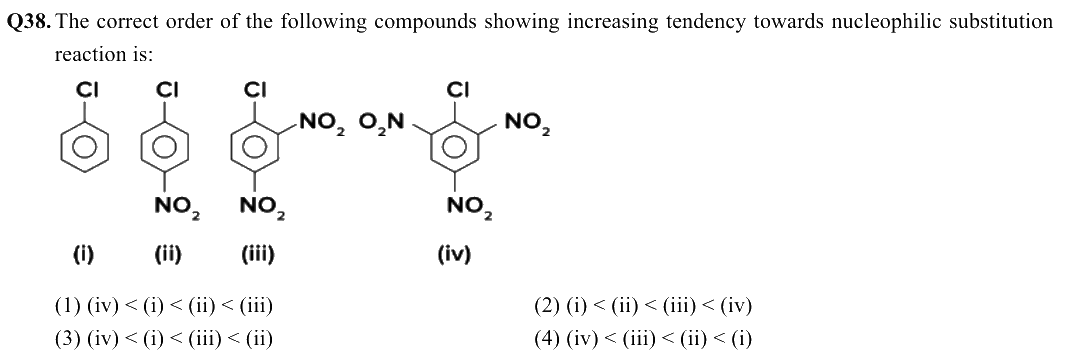 Q38. The correct order of the following compounds showing increasing tendency towards nucleophilic substitution
reaction is:
Cl Cl Cl Cl
NO₂ O₂N NO₂
NO₂ NO₂ NO₂
(i) (ii) (iii) (iv)
(1) (iv) < (i) < (ii) < (iii) (2) (i) < (ii) < (iii) < (iv)
(3) (iv) < (i) < (iii) < (ii) (4) (iv) < (iii) < (ii) < (i)